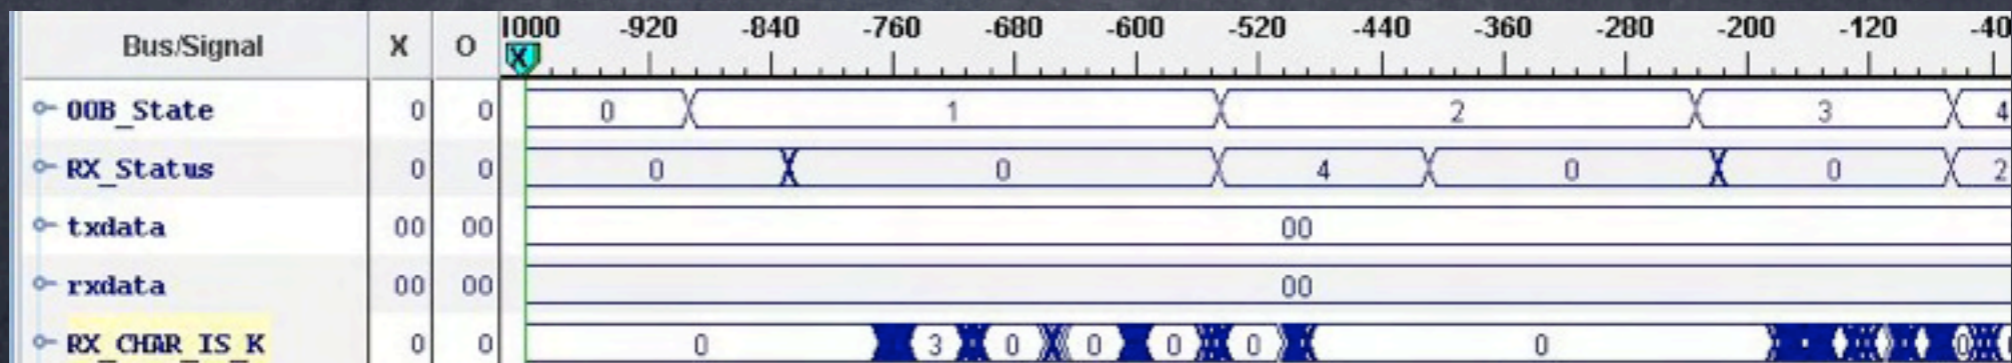 Bus/Signal X O 1000 -920 -840 -760 -680 -600 -520 -440 -360 -280 -200 -120 -40
X
OOB_State 0 0 0 1 2 3 4
RX_Status 0 0 0 0 4 0 0 2
txdata 00 00 00
rxdata 00 00 00
RX_CHAR_IS_K 0 0 0 3 0 0 0 0 0 0